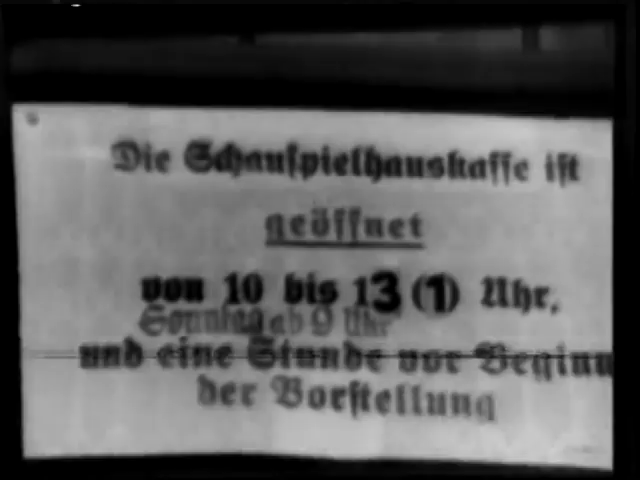 Die Schauspielhauskasse ist
geöffnet
von 10 bis 13 (1) Uhr,
Sonntag ab 9 Uhr
und eine Stunde vor Beginn
der Vorstellung